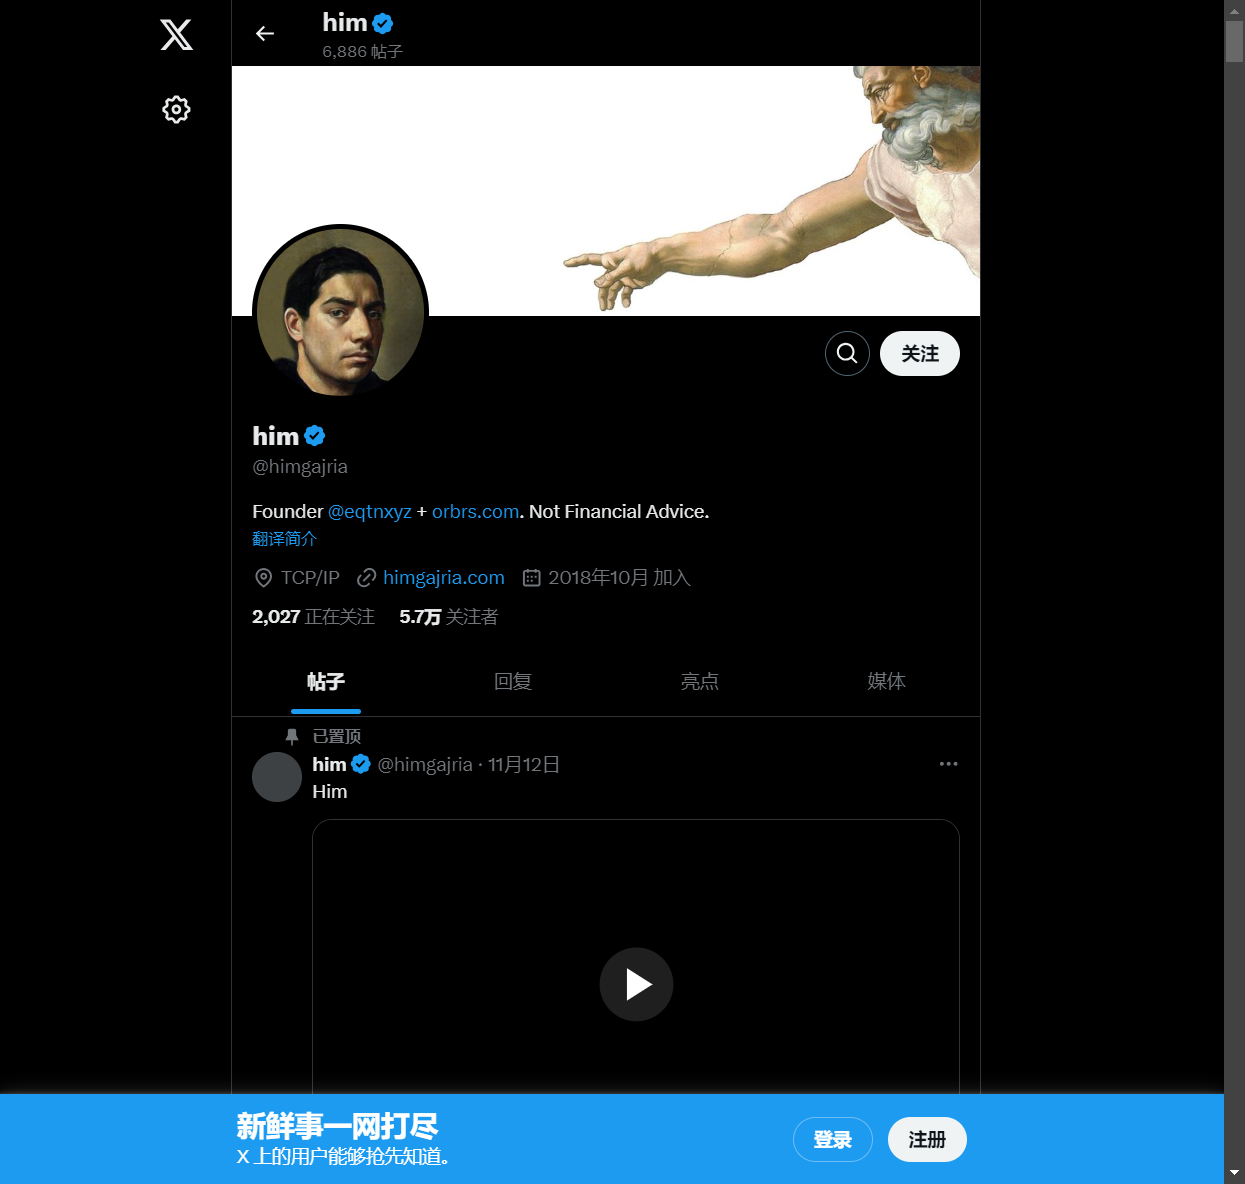 him
6,886 帖子
关注
him
@himgajria
Founder @eqtnxyz + orbrs.com. Not Financial Advice.
翻译简介
TCP/IP himgajria.com 2018年10月 加入
2,027 正在关注 5.7万 关注者
帖子 回复 亮点 媒体
已置顶
him @himgajria · 11月12日
Him
新鲜事一网打尽
X 上的用户能够抢先知道。
登录 注册